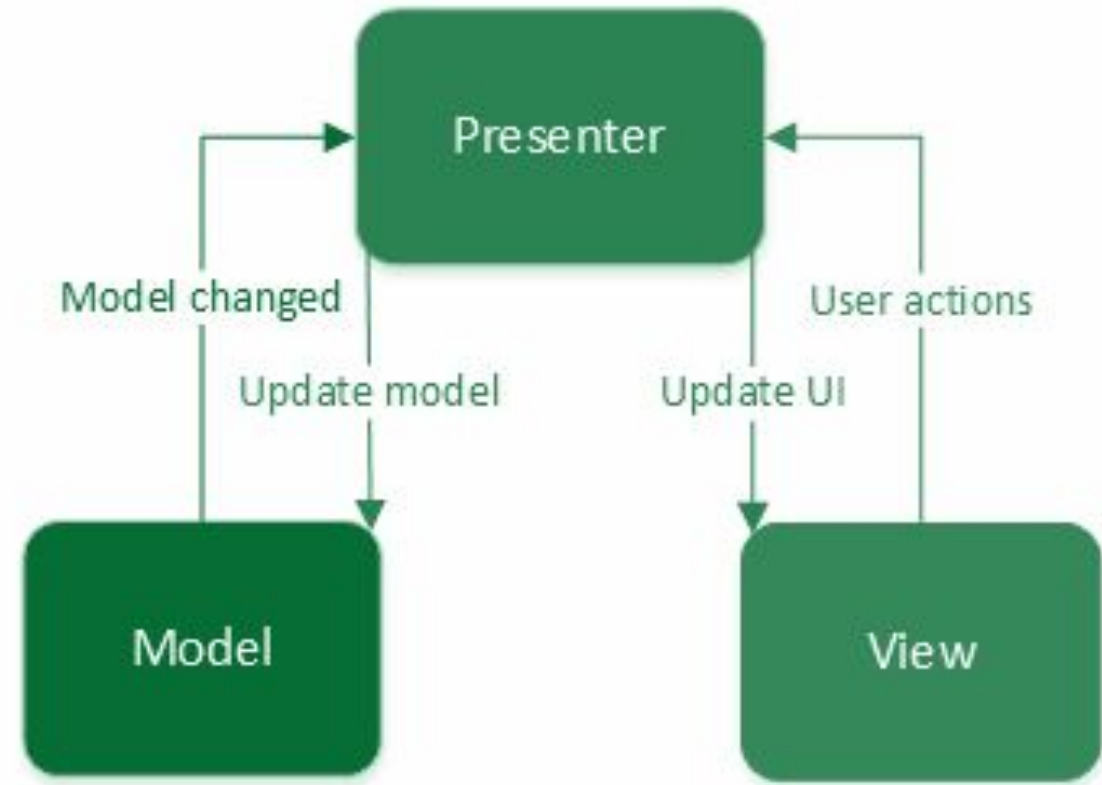 Presenter
Model changed
User actions
Update model
Update UI
Model
View